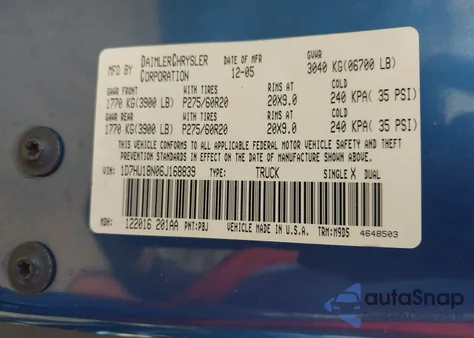 MFD BY DAIMLERCHRYSLER CORPORATION DATE OF MFR 12-05 GVWR 3040 KG(06700 LB)
GAWR FRONT WITH TIRES RIMS AT COLD
1770 KG(3900 LB) P275/60R20 20X9.0 240 KPA( 35 PSI)
GAWR REAR WITH TIRES RIMS AT COLD
1770 KG(3900 LB) P275/60R20 20X9.0 240 KPA( 35 PSI)
THIS VEHICLE CONFORMS TO ALL APPLICABLE FEDERAL MOTOR VEHICLE SAFETY AND THEFT
PREVENTION STANDARDS IN EFFECT ON THE DATE OF MANUFACTURE SHOWN ABOVE.
VIN: 1D7HU18N06J168839 TYPE: TRUCK SINGLE X DUAL
MDH: 122016 201AA PNT:PBJ VEHICLE MADE IN U.S.A. TRM:M9D5 4648503
autoSnap